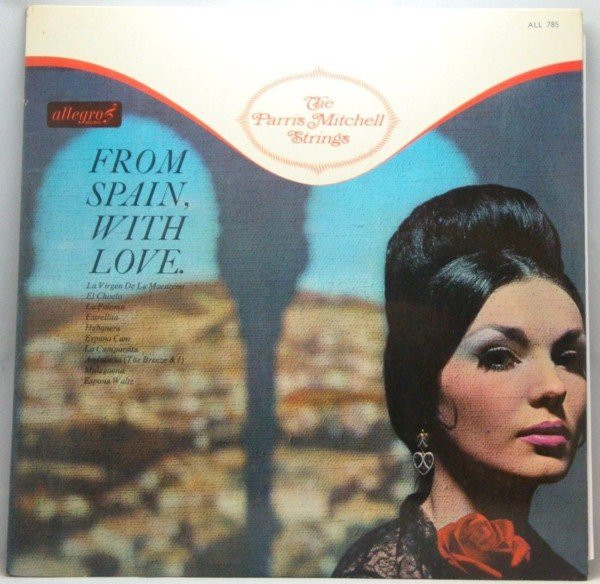 ALL 785
The
Parris Mitchell
Strings
allegro
FROM
SPAIN,
WITH
LOVE.
La Virgen De La Macarena
El Choclo
La Paloma
Estrellita
Habanera
Espana Cani
La Cumparsita
Andalucia (The Breeze & I)
Malaguena
Espana Waltz